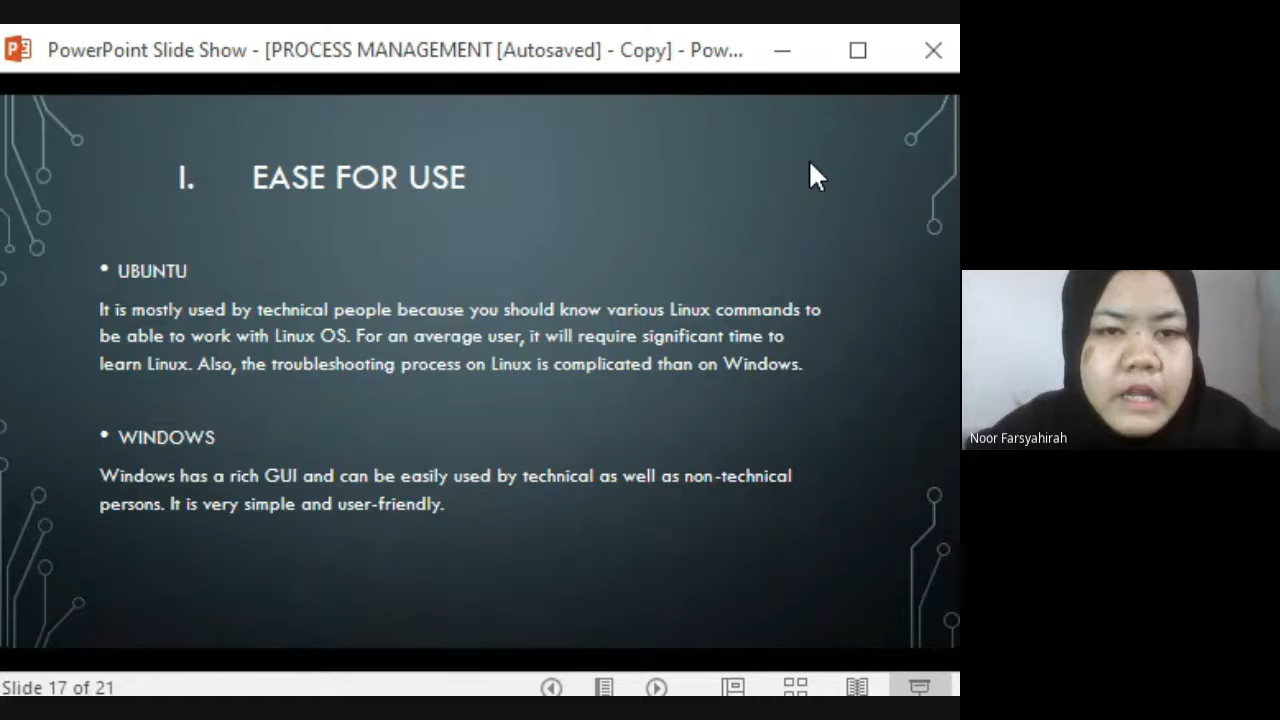 PowerPoint Slide Show - [PROCESS MANAGEMENT [Autosaved] - Copy] - Pow...
I. EASE FOR USE
• UBUNTU
It is mostly used by technical people because you should know various Linux commands to
be able to work with Linux OS. For an average user, it will require significant time to
learn Linux. Also, the troubleshooting process on Linux is complicated than on Windows.
• WINDOWS
Windows has a rich GUI and can be easily used by technical as well as non-technical
persons. It is very simple and user-friendly.
Noor Farsyahirah
Slide 17 of 21